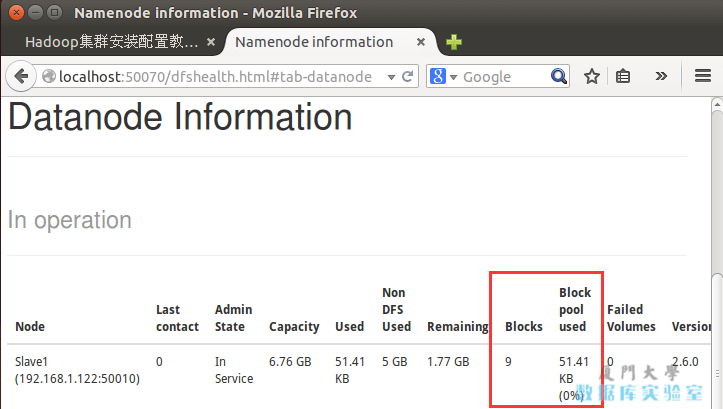 Namenode information - Mozilla Firefox
Hadoop集群安装配置教... Namenode information
localhost:50070/dfshealth.html#tab-datanode Google
Datanode Information
In operation
Node Last contact Admin State Capacity Used Non DFS Used Remaining Blocks Block pool used Failed Volumes Version
Slave1 (192.168.1.122:50010) 0 In Service 6.76 GB 51.41 KB 5 GB 1.77 GB 9 51.41 KB (0%) 0 2.6.0
厦門大學
数据库实验室